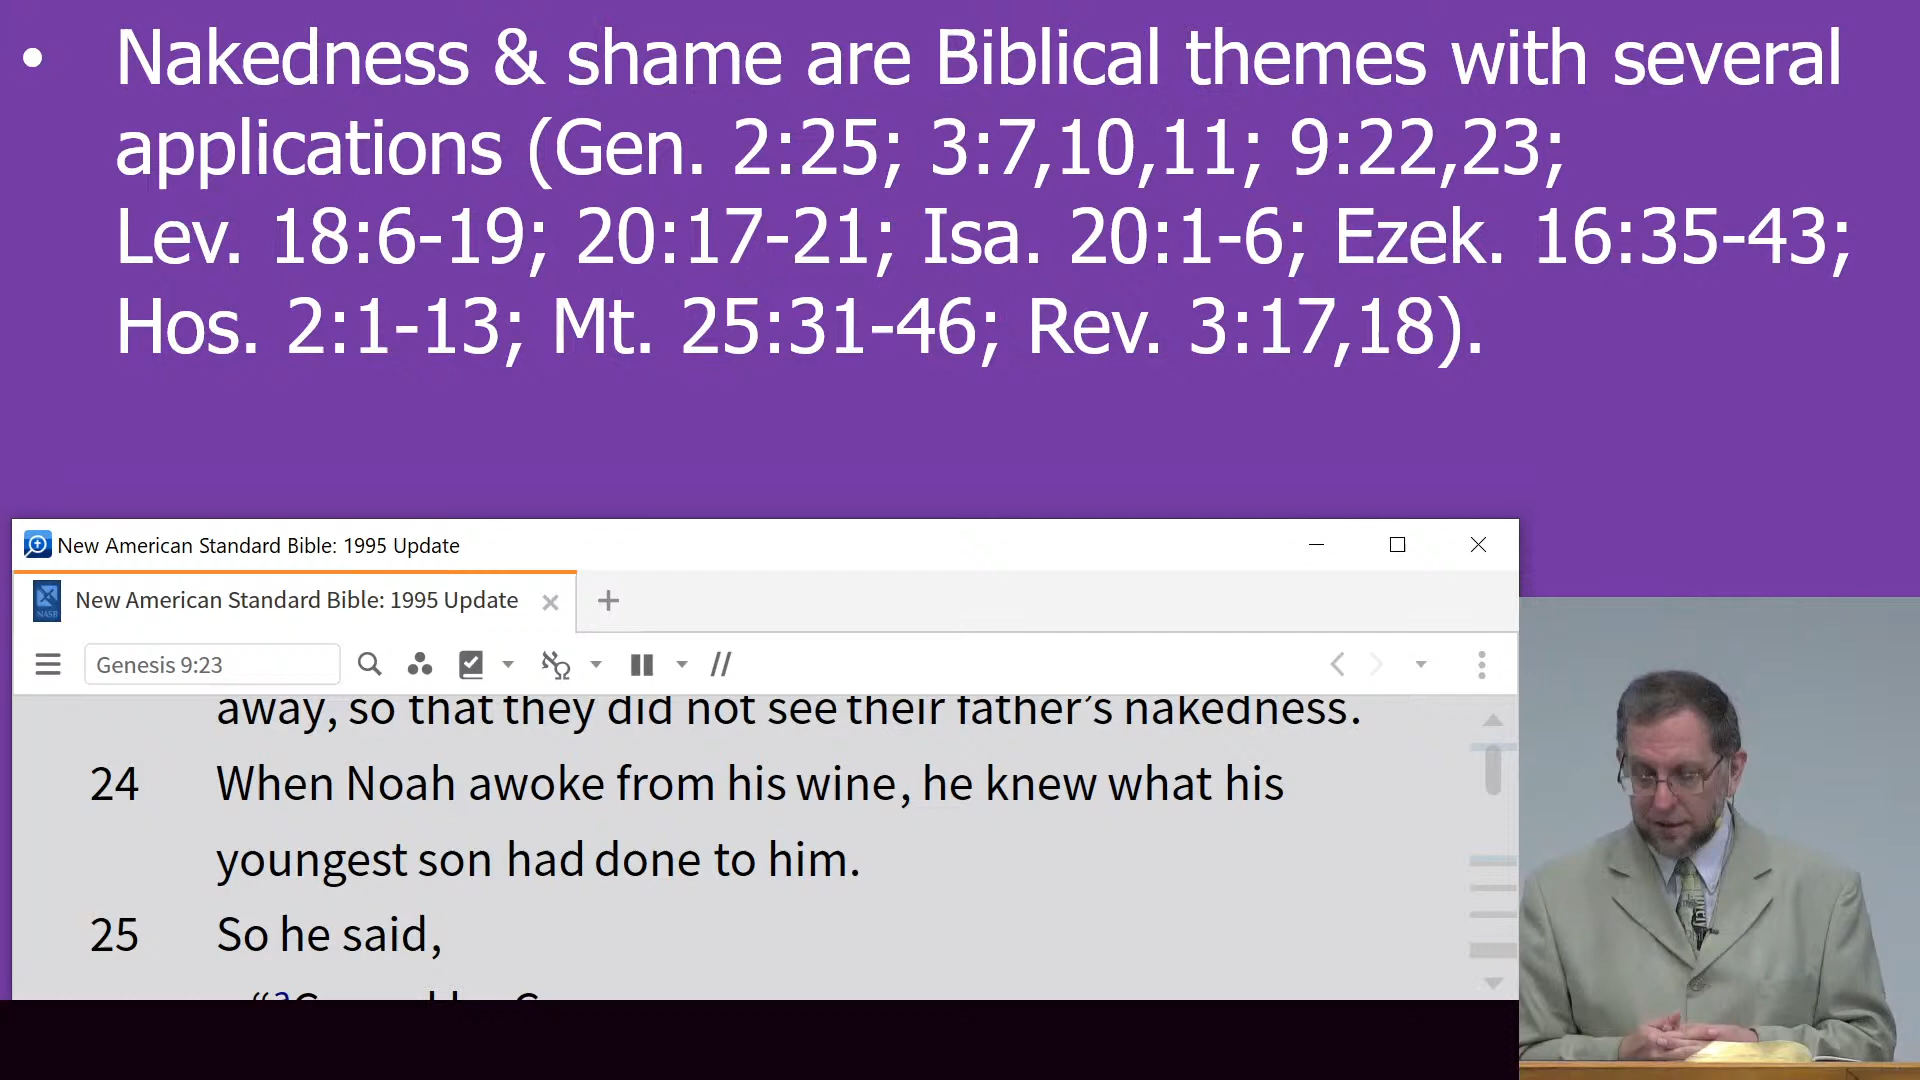 • Nakedness & shame are Biblical themes with several
applications (Gen. 2:25; 3:7,10,11; 9:22,23;
Lev. 18:6-19; 20:17-21; Isa. 20:1-6; Ezek. 16:35-43;
Hos. 2:1-13; Mt. 25:31-46; Rev. 3:17,18).
New American Standard Bible: 1995 Update
New American Standard Bible: 1995 Update
Genesis 9:23
away, so that they did not see their father’s nakedness.
24 When Noah awoke from his wine, he knew what his
youngest son had done to him.
25 So he said,